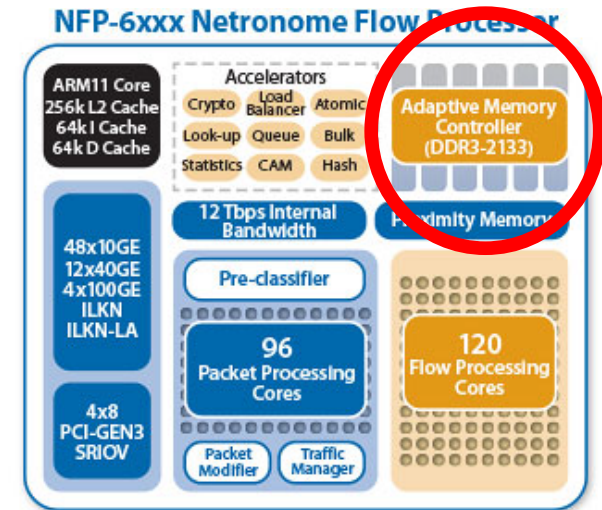 NFP-6xxx Netronome Flow Processor
ARM11 Core
256k L2 Cache
64k I Cache
64k D Cache
Accelerators
Crypto
Load
Balancer
Atomic
Look-up
Queue
Bulk
Statistics
CAM
Hash
Adaptive Memory
Controller
(DDR3-2133)
12 Tbps Internal
Bandwidth
Proximity Memory
48x10GE
12x40GE
4x100GE
ILKN
ILKN-LA
Pre-classifier
96
Packet Processing
Cores
120
Flow Processing
Cores
4x8
PCI-GEN3
SRIOV
Packet
Modifier
Traffic
Manager